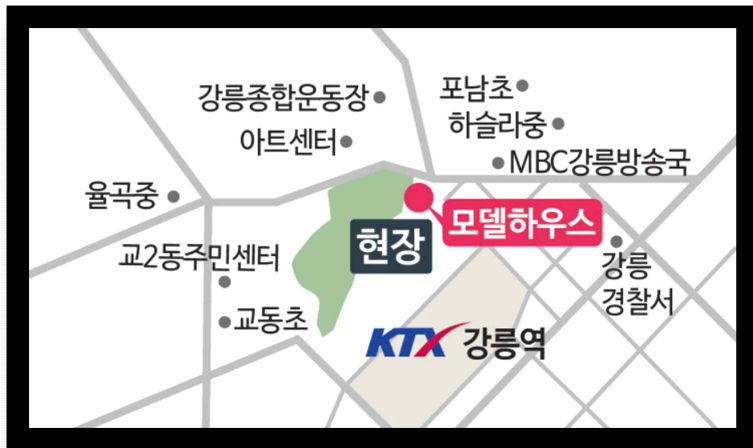 강릉종합운동장
포남초
아트센터
하슬라중
MBC강릉방송국
율곡중
모델하우스
현장
교2동주민센터
강릉
경찰서
교동초
KTX 강릉역